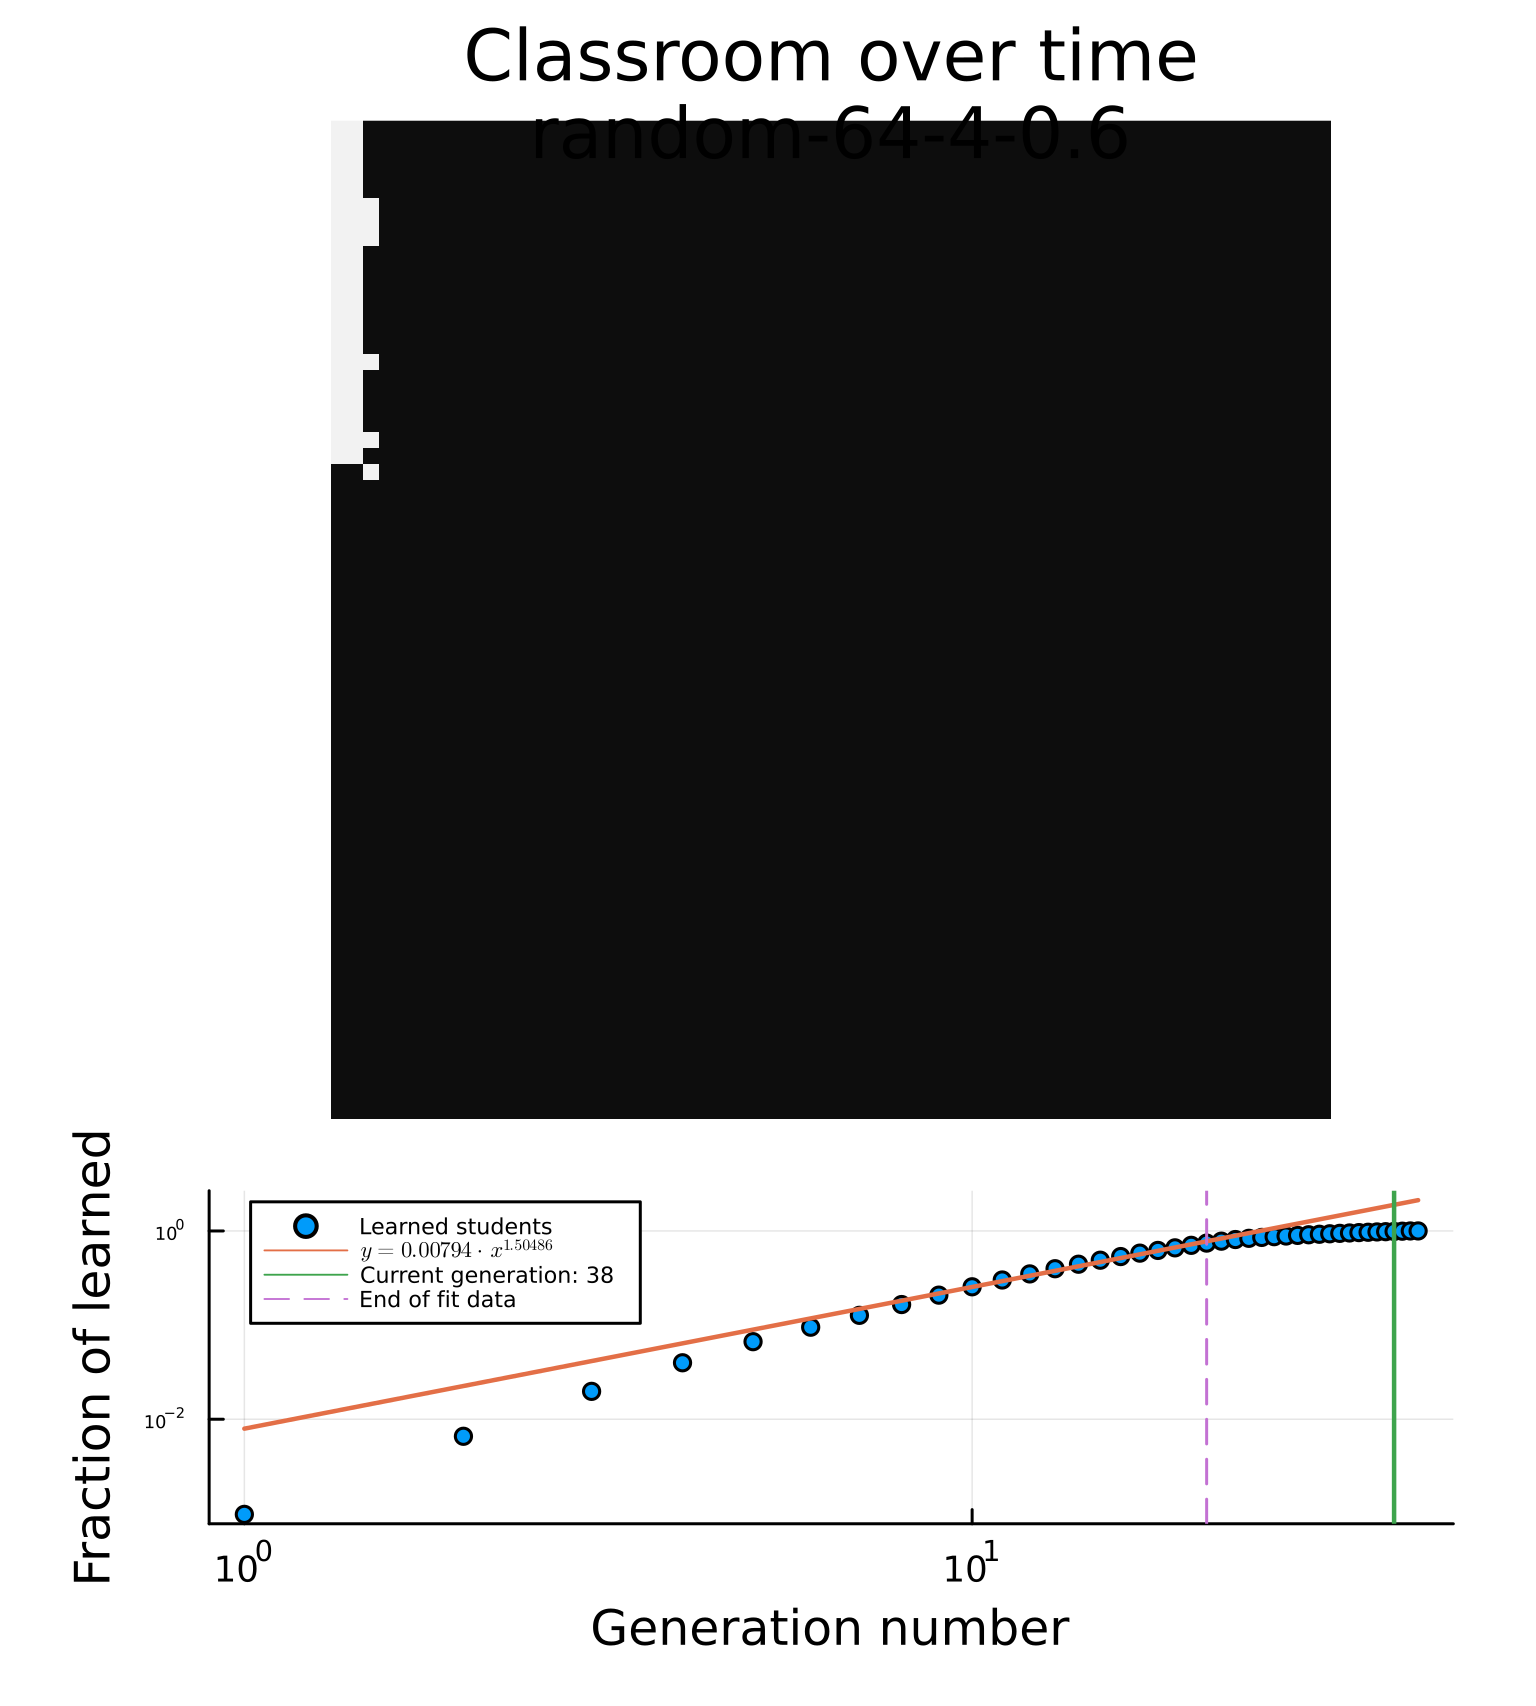 Classroom over time
random-64-4-0.6
Fraction of learned
10^0
10^-2
Learned students
y = 0.00794 · x^1.50486
Current generation: 38
End of fit data
10^0
10^1
Generation number